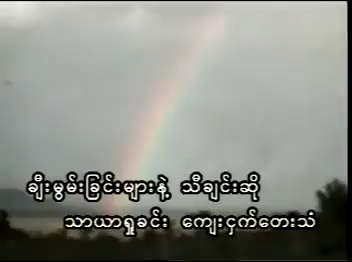 ချီးမွမ်းခြင်းများနဲ့ သီချင်းဆို
သာယာရှုခင်း ကျေးငှက်တေးသံ